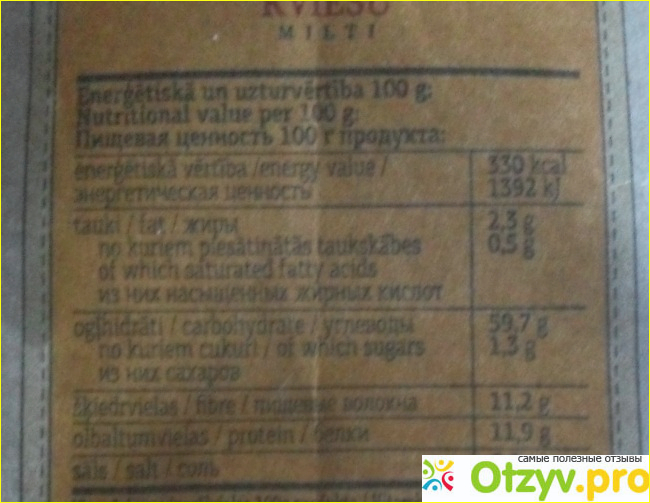 KVIEŠU
MILTI
Enerģētiskā un uzturvērtība 100 g:
Nutritional value per 100 g:
Пищевая ценность 100 г продукта:
enerģētiskā vērtība /energy value / 330 kcal
энергетическая ценность 1392 kJ
tauki / fat / жиры 2,3 g
no kuriem piesātinātās taukskābes 0,5 g
of which saturated fatty acids
из них насыщенных жирных кислот
ogļhidrāti / carbohydrate / углеводы 59,7 g
no kuriem cukuri / of which sugars 1,3 g
из них сахаров
šķiedrvielas / fibre / пищевые волокна 11,2 g
olbaltumvielas / protein / белки 11,9 g
sāls / salt / соль
самые полезные отзывы
Otzyv.pro